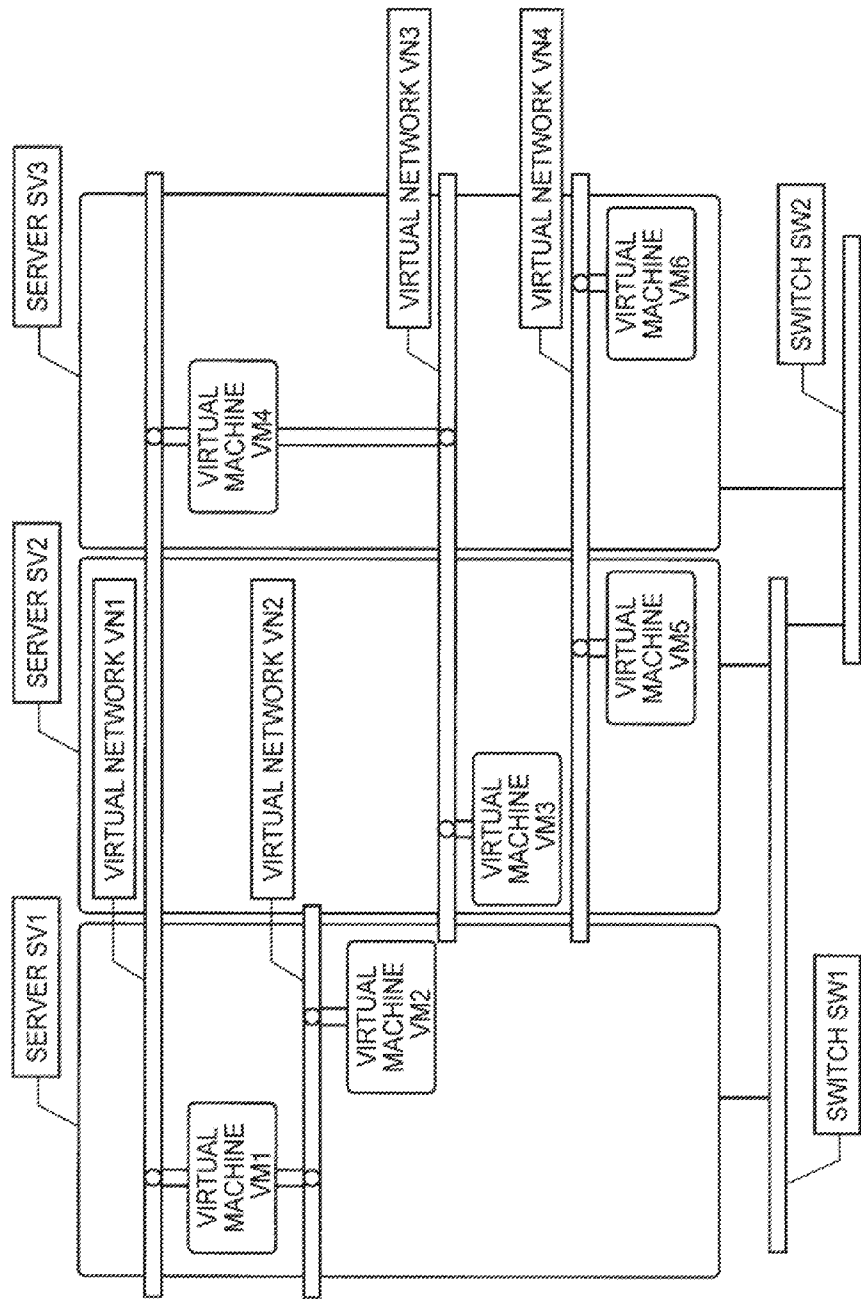 SERVER SV1
SERVER SV2
SERVER SV3
VIRTUAL NETWORK VN1
VIRTUAL
MACHINE
VM1
VIRTUAL
MACHINE
VM4
VIRTUAL NETWORK VN2
VIRTUAL
MACHINE
VM2
VIRTUAL NETWORK VN3
VIRTUAL
MACHINE
VM3
VIRTUAL NETWORK VN4
VIRTUAL
MACHINE
VM5
VIRTUAL
MACHINE
VM6
SWITCH SW1
SWITCH SW2